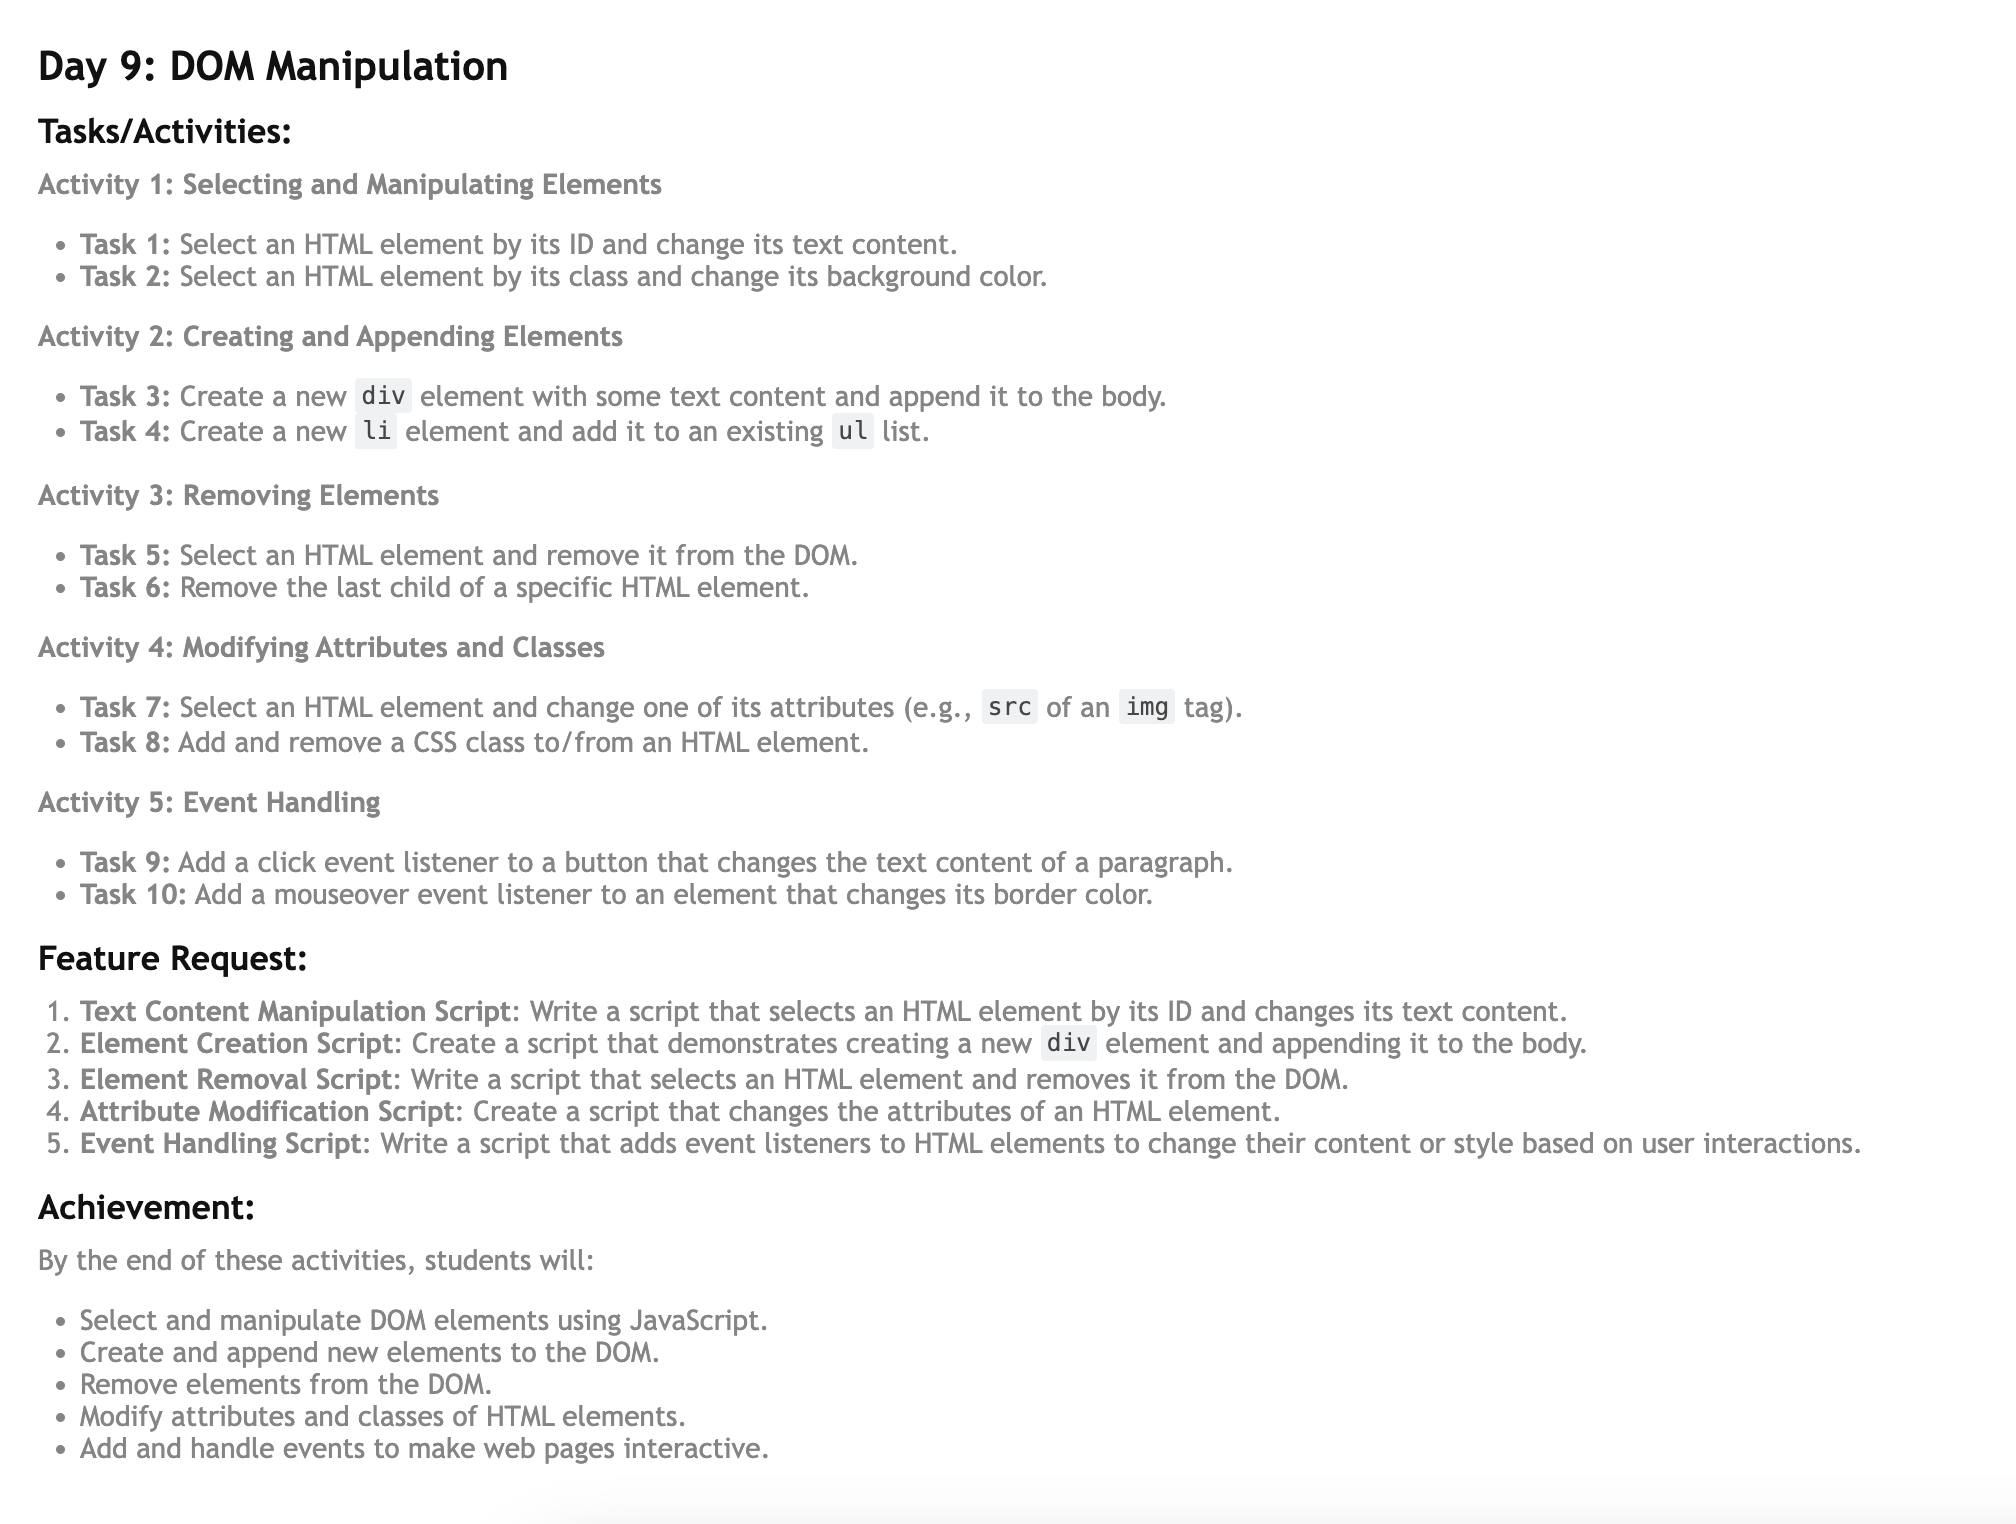 Day 9: DOM Manipulation
Tasks/Activities:
Activity 1: Selecting and Manipulating Elements
• Task 1: Select an HTML element by its ID and change its text content.
• Task 2: Select an HTML element by its class and change its background color.
Activity 2: Creating and Appending Elements
• Task 3: Create a new div element with some text content and append it to the body.
• Task 4: Create a new li element and add it to an existing ul list.
Activity 3: Removing Elements
• Task 5: Select an HTML element and remove it from the DOM.
• Task 6: Remove the last child of a specific HTML element.
Activity 4: Modifying Attributes and Classes
• Task 7: Select an HTML element and change one of its attributes (e.g., src of an img tag).
• Task 8: Add and remove a CSS class to/from an HTML element.
Activity 5: Event Handling
• Task 9: Add a click event listener to a button that changes the text content of a paragraph.
• Task 10: Add a mouseover event listener to an element that changes its border color.
Feature Request:
1. Text Content Manipulation Script: Write a script that selects an HTML element by its ID and changes its text content.
2. Element Creation Script: Create a script that demonstrates creating a new div element and appending it to the body.
3. Element Removal Script: Write a script that selects an HTML element and removes it from the DOM.
4. Attribute Modification Script: Create a script that changes the attributes of an HTML element.
5. Event Handling Script: Write a script that adds event listeners to HTML elements to change their content or style based on user interactions.
Achievement:
By the end of these activities, students will:
• Select and manipulate DOM elements using JavaScript.
• Create and append new elements to the DOM.
• Remove elements from the DOM.
• Modify attributes and classes of HTML elements.
• Add and handle events to make web pages interactive.